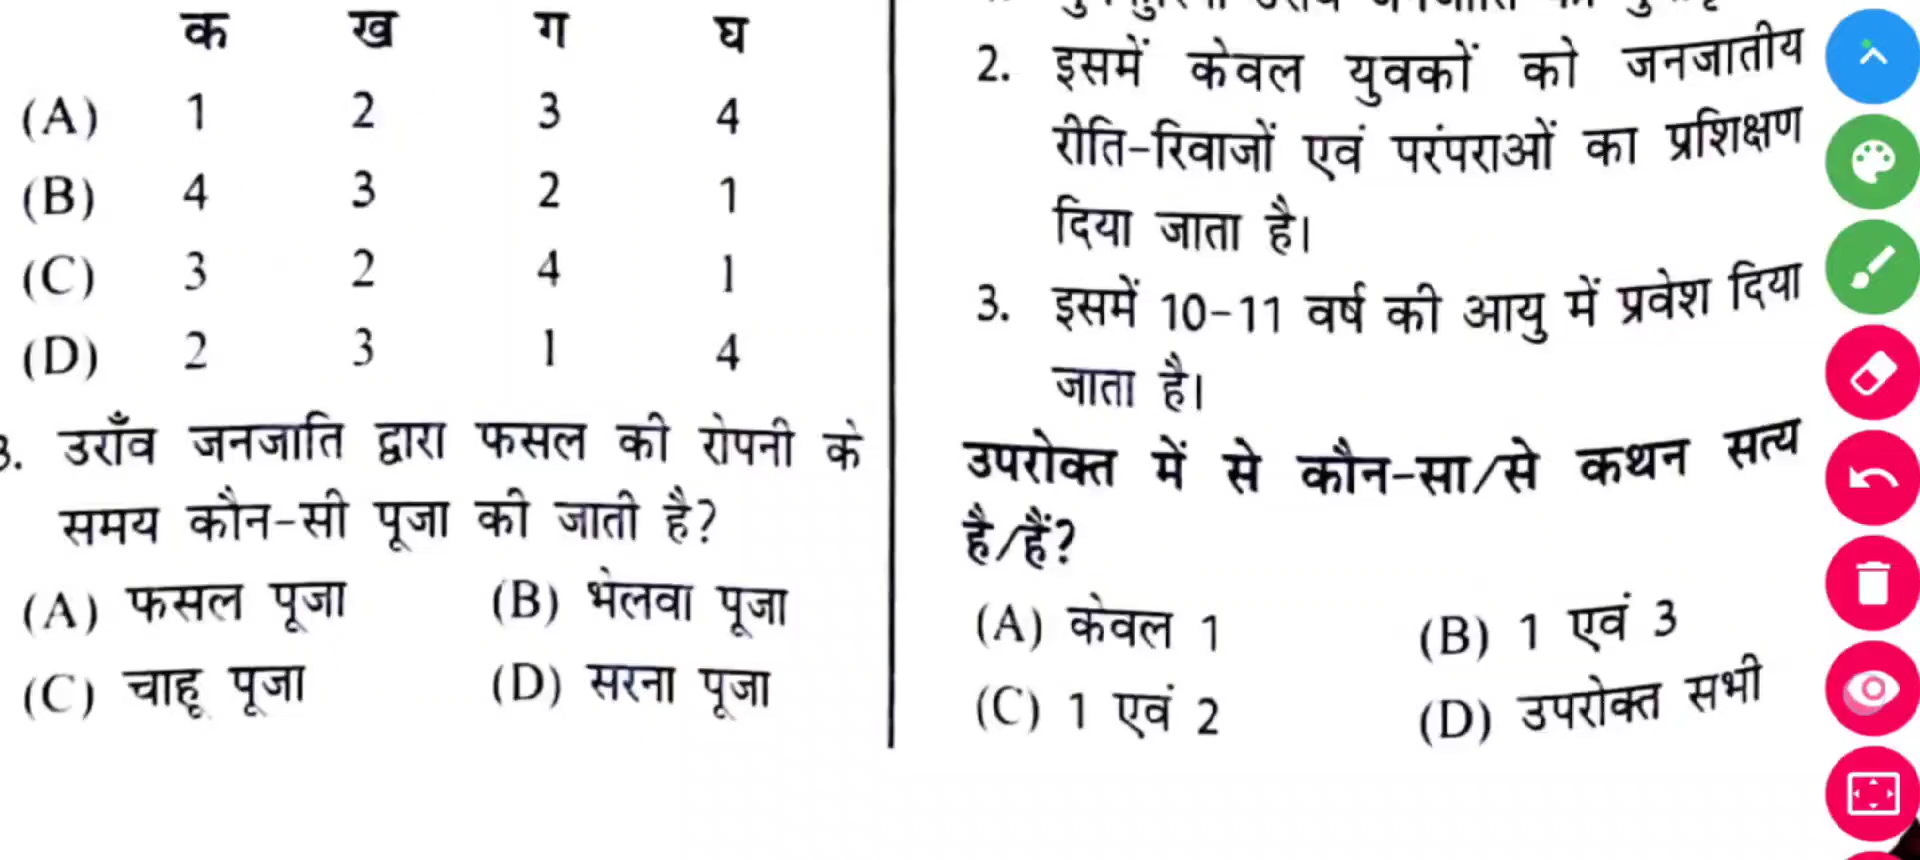 क ख ग घ
(A) 1 2 3 4
(B) 4 3 2 1
(C) 3 2 4 1
(D) 2 3 1 4
3. उराँव जनजाति द्वारा फसल की रोपनी के
समय कौन-सी पूजा की जाती है?
(A) फसल पूजा (B) भेलवा पूजा
(C) चाहू पूजा (D) सरना पूजा
2. इसमें केवल युवकों को जनजातीय
रीति-रिवाजों एवं परंपराओं का प्रशिक्षण
दिया जाता है।
3. इसमें 10-11 वर्ष की आयु में प्रवेश दिया
जाता है।
उपरोक्त में से कौन-सा/से कथन सत्य
है/हैं?
(A) केवल 1 (B) 1 एवं 3
(C) 1 एवं 2 (D) उपरोक्त सभी